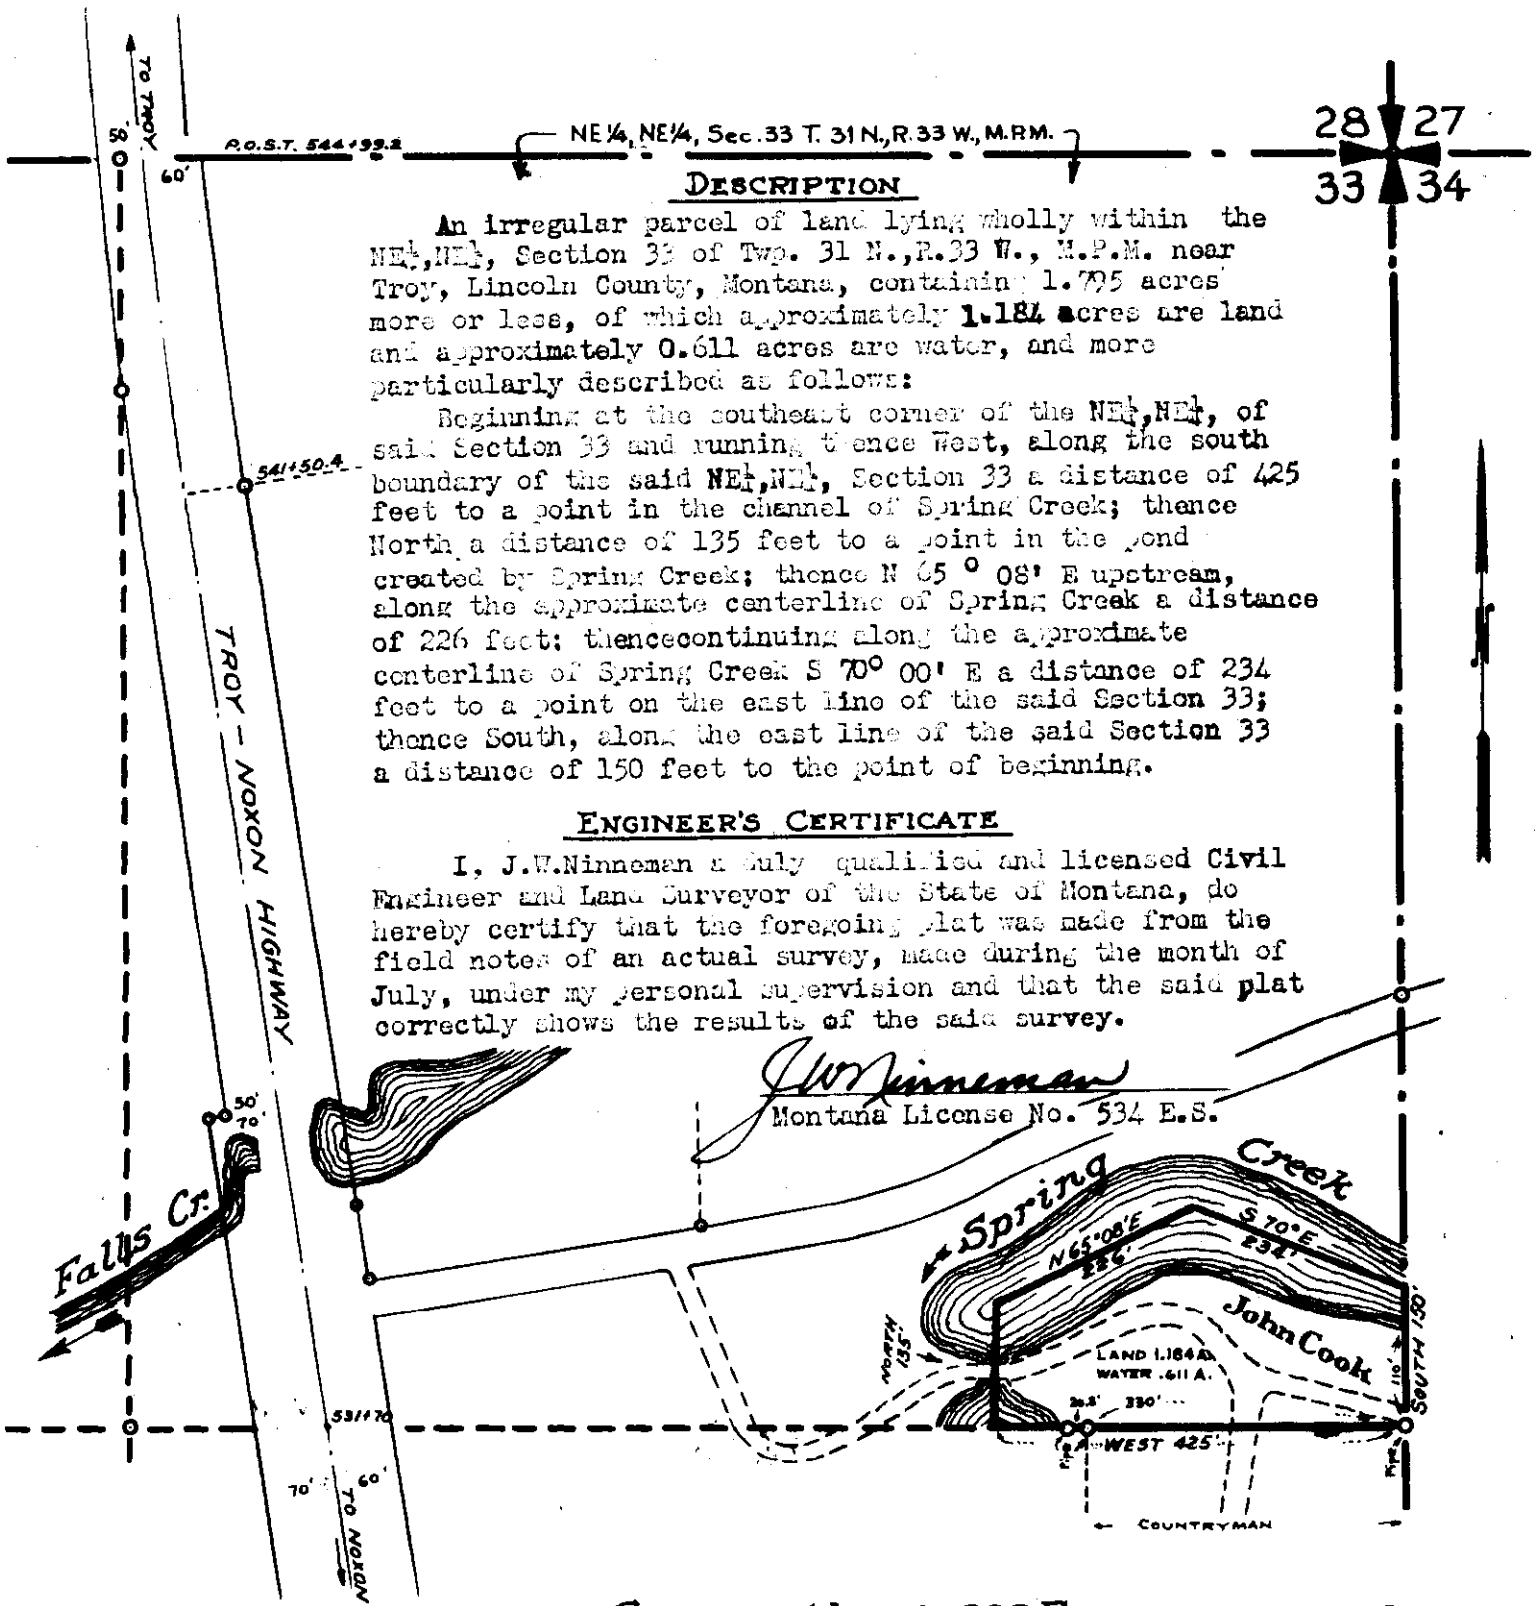 TO TROY
50'
P.O.S.T. 544+99.2
60'
NE¼, NE¼, Sec. 33 T. 31 N., R. 33 W., M.P.M.
28 27
33 34
DESCRIPTION
An irregular parcel of land lying wholly within the
NE¼,NE¼, Section 33 of Twp. 31 N.,R.33 W., M.P.M. near
Troy, Lincoln County, Montana, containing 1.795 acres
more or less, of which approximately 1.184 acres are land
and approximately 0.611 acres are water, and more
particularly described as follows:
Beginning at the southeast corner of the NE¼,NE¼, of
said Section 33 and running thence West, along the south
boundary of the said NE¼,NE¼, Section 33 a distance of 425
feet to a point in the channel of Spring Creek; thence
North a distance of 135 feet to a point in the pond
created by Spring Creek; thence N 65 ° 08' E upstream,
along the approximate centerline of Spring Creek a distance
of 226 feet; thencecontinuing along the approximate
centerline of Spring Creek S 70° 00' E a distance of 234
feet to a point on the east line of the said Section 33;
thence South, along the east line of the said Section 33
a distance of 150 feet to the point of beginning.
541+50.4
TROY - NOXON HIGHWAY
ENGINEER'S CERTIFICATE
I, J.W.Ninneman a duly qualified and licensed Civil
Engineer and Land Surveyor of the State of Montana, do
hereby certify that the foregoing plat was made from the
field notes of an actual survey, made during the month of
July, under my personal supervision and that the said plat
correctly shows the results of the said survey.
JW Ninneman
Montana License No. 534 E.S.
50'
70'
Falls Cr.
Spring Creek
N 65°08'E
226'
S 70°E
234'
John Cook
NORTH
135'
LAND 1.184 A.
WATER .611 A.
110'
SOUTH 150'
330'
WEST 425'
Pipe
Pipe
531+70
70'
60'
TO NOXON
COUNTRYMAN